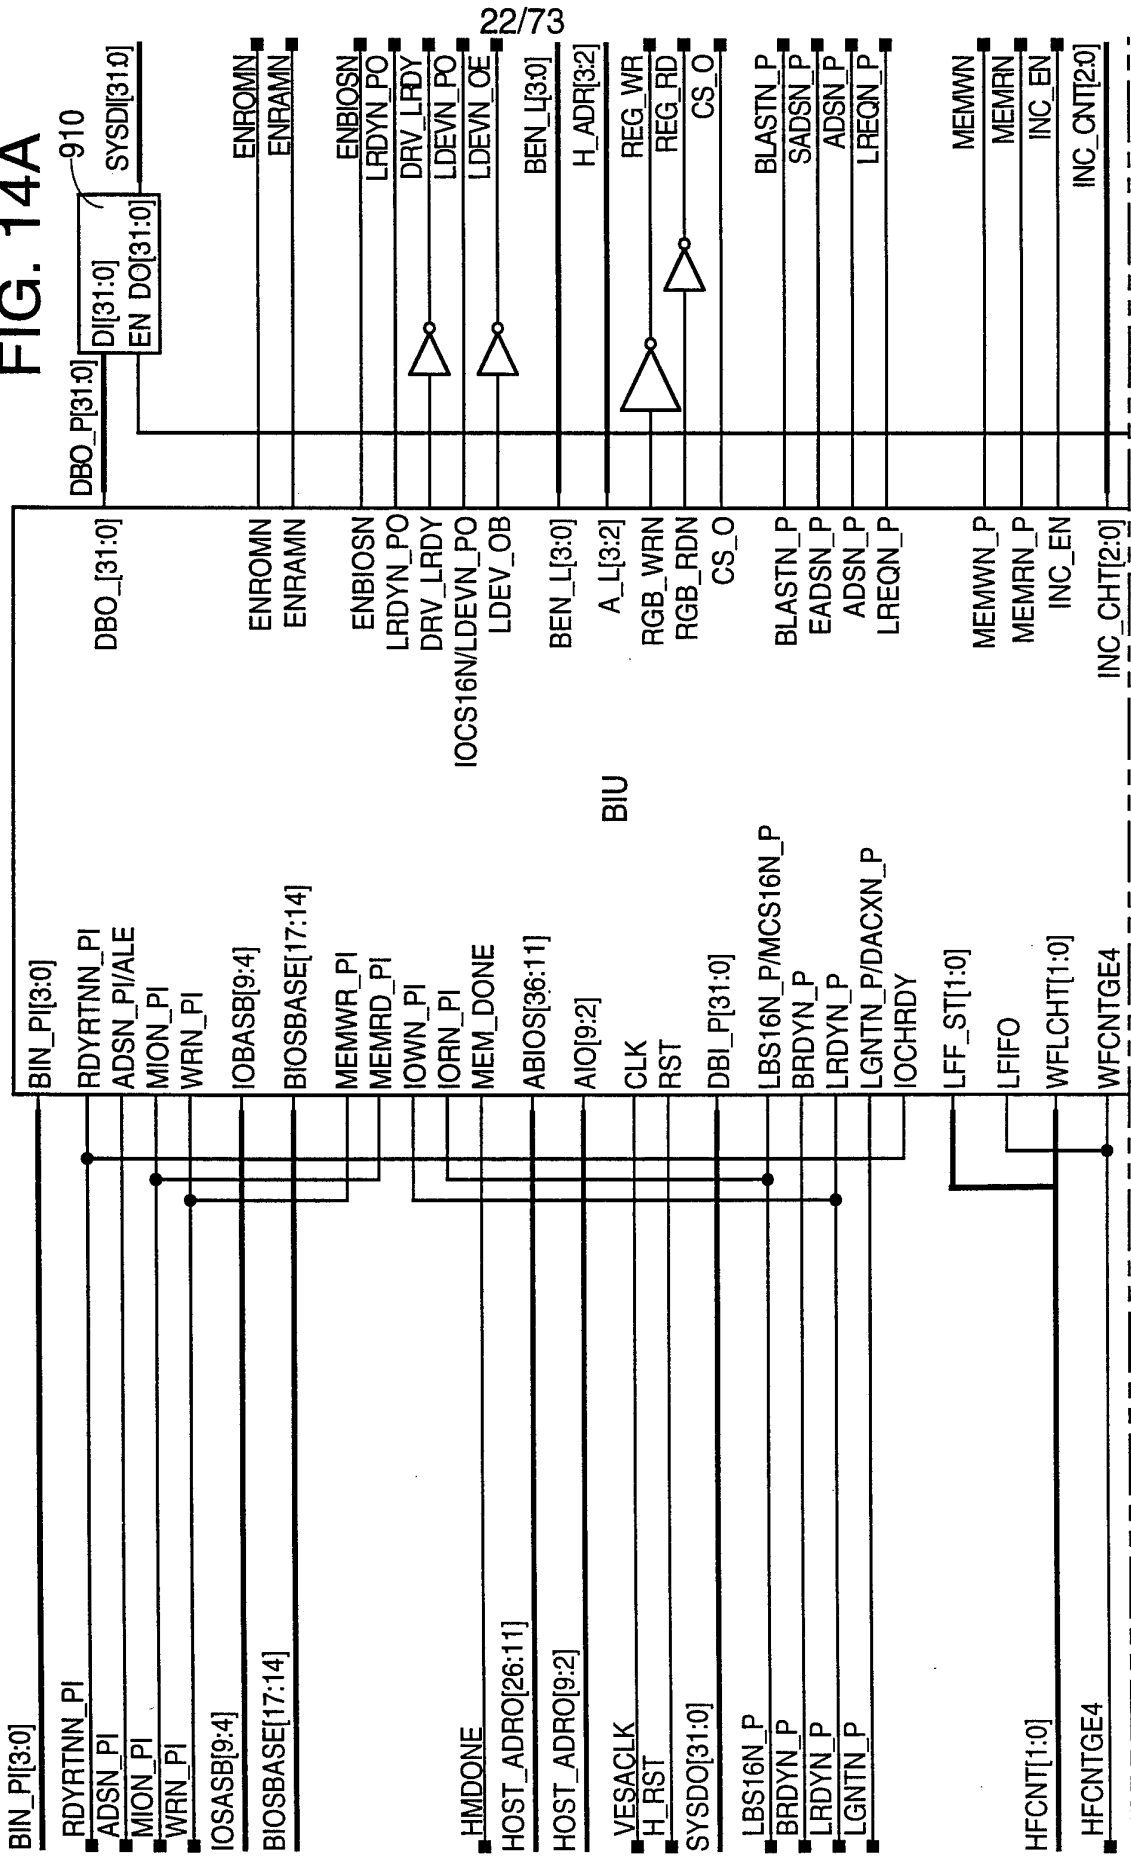 22/73
FIG. 14A
910
BIN_PI[3:0]
RDYRTNN_PI
ADSN_PI
MION_PI
WRN_PI
IOSASB[9:4]
BIOSBASE[17:14]
HMDONE
HOST_ADRO[26:11]
HOST_ADRO[9:2]
VESACLK
H_RST
SYSDO[31:0]
LBS16N_P
BRDYN_P
LRDYN_P
LGNTN_P
HFCNT[1:0]
HFCNTGE4
BIN_PI[3:0]
RDYRTNN_PI
ADSN_PI/ALE
MION_PI
WRN_PI
IOBASB[9:4]
BIOSBASE[17:14]
MEMWR_PI
MEMRD_PI
IOWN_PI
IORN_PI
MEM_DONE
ABIOS[36:11]
AIO[9:2]
CLK
RST
DBI_P[31:0]
LBS16N_P/MCS16N_P
BRDYN_P
LRDYN_P
LGNTN_P/DACXN_P
IOCHRDY
LFF_ST[1:0]
LFIFO
WFLCHT[1:0]
WFCNTGE4
BIU
DBO_[31:0]
ENROMN
ENRAMN
ENBIOSN
LRDYN_PO
DRV_LRDY
IOCS16N/LDEVN_PO
LDEV_OB
BEN_L[3:0]
A_L[3:2]
RGB_WRN
RGB_RDN
CS_O
BLASTN_P
EADSN_P
ADSN_P
LREQN_P
MEMWN_P
MEMRN_P
INC_EN
INC_CHT[2:0]
DBO_P[31:0]
DI[31:0]
EN DO[31:0]
SYSDI[31:0]
ENROMN
ENRAMN
ENBIOSN
LRDYN_PO
DRV_LRDY
LDEVN_PO
LDEVN_OE
BEN_L[3:0]
H_ADR[3:2]
REG_WR
REG_RD
CS_O
BLASTN_P
SADSN_P
ADSN_P
LREQN_P
MEMWN
MEMRN
INC_EN
INC_CNT[2:0]